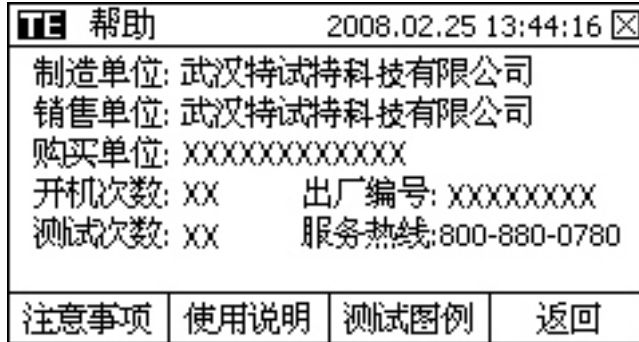 TE 帮助 2008.02.25 13:44:16
制造单位: 武汉特试特科技有限公司
销售单位: 武汉特试特科技有限公司
购买单位: XXXXXXXXXXXXX
开机次数: XX 出厂编号: XXXXXXXX
测试次数: XX 服务热线:800-880-0780
注意事项 使用说明 测试图例 返回